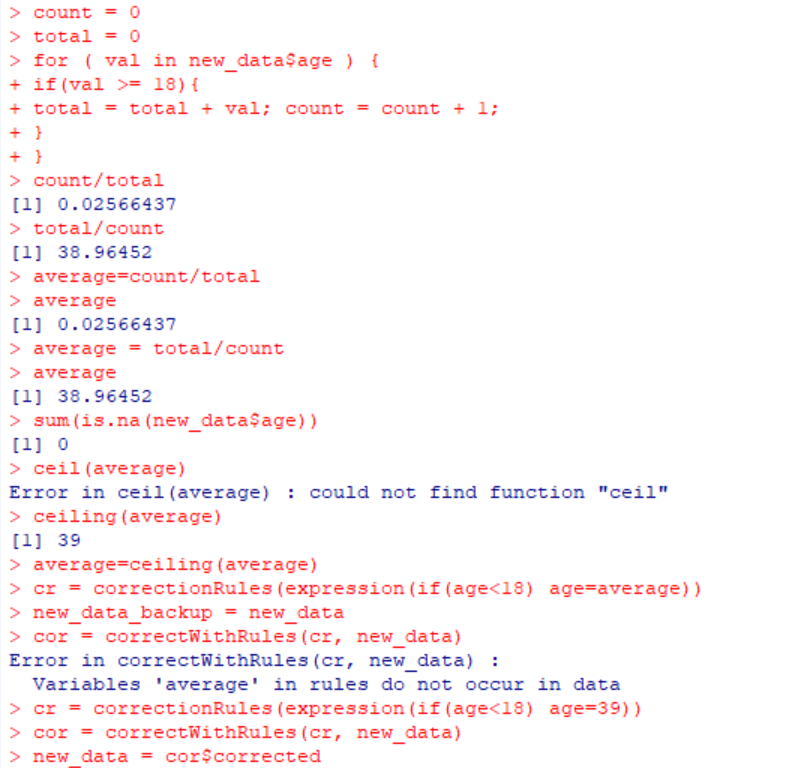 > count = 0
> total = 0
> for ( val in new_data$age ) {
+ if(val >= 18){
+ total = total + val; count = count + 1;
+ }
+ }
> count/total
[1] 0.02566437
> total/count
[1] 38.96452
> average=count/total
> average
[1] 0.02566437
> average = total/count
> average
[1] 38.96452
> sum(is.na(new_data$age))
[1] 0
> ceil(average)
Error in ceil(average) : could not find function "ceil"
> ceiling(average)
[1] 39
> average=ceiling(average)
> cr = correctionRules(expression(if(age<18) age=average))
> new_data_backup = new_data
> cor = correctWithRules(cr, new_data)
Error in correctWithRules(cr, new_data) :
  Variables 'average' in rules do not occur in data
> cr = correctionRules(expression(if(age<18) age=39))
> cor = correctWithRules(cr, new_data)
> new_data = cor$corrected